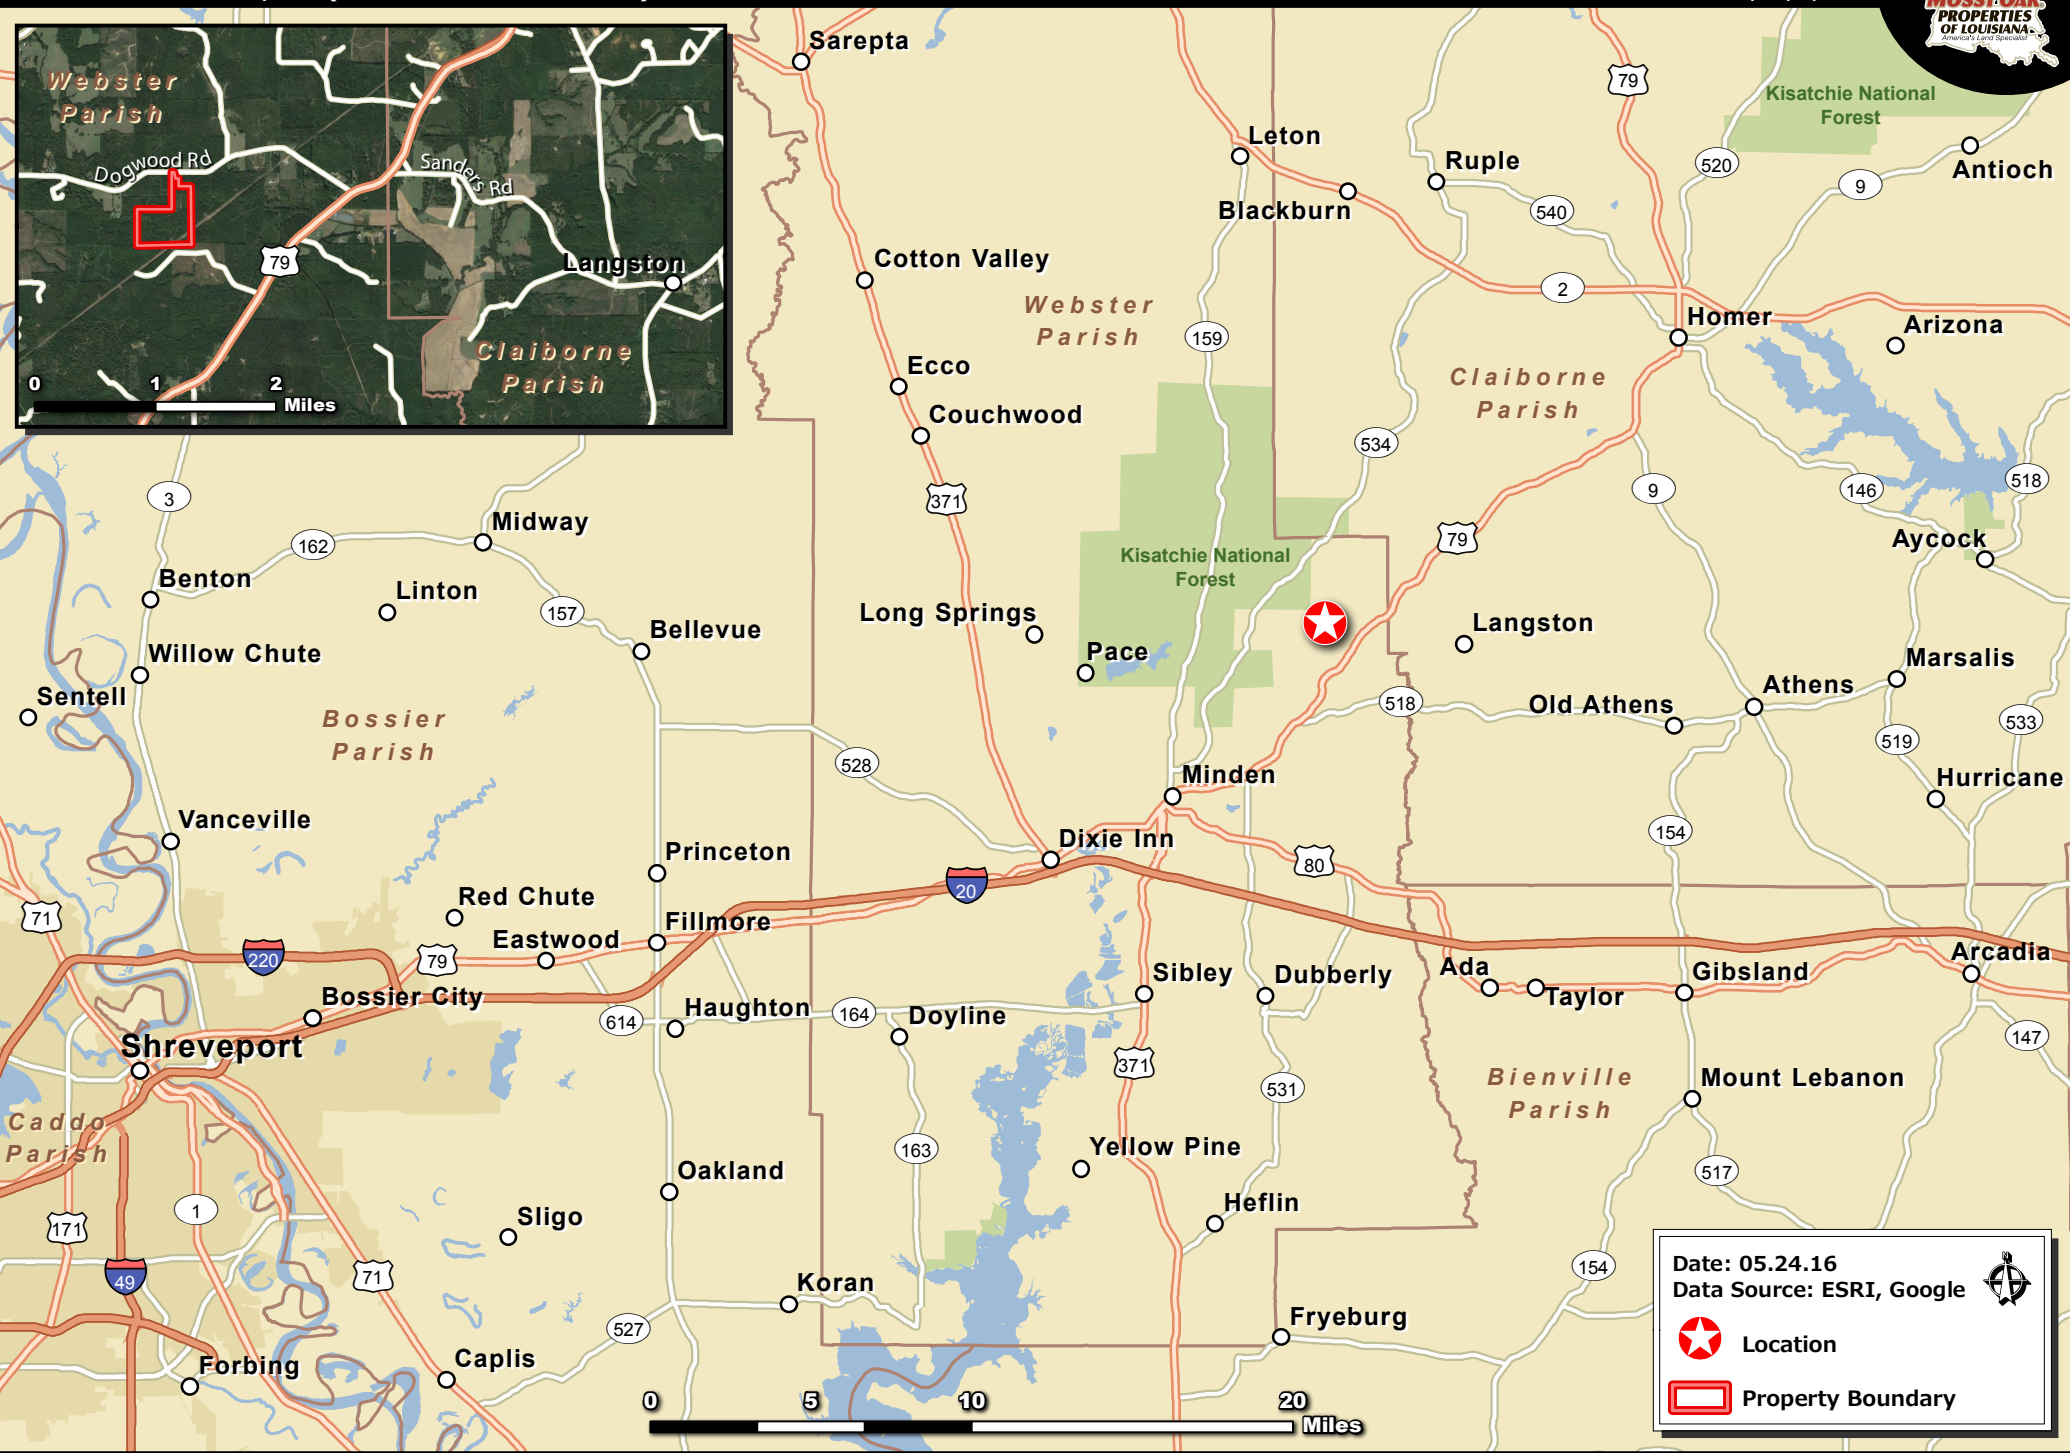 MOSSY OAK
PROPERTIES
OF LOUISIANA
America's Land Specialist
Webster
Parish
Dogwood Rd
Sanders Rd
79
Langston
Claiborne
Parish
0 1 2
Miles
Sarepta
79
Kisatchie National
Forest
Leton
Ruple
520
Antioch
9
Blackburn
540
Cotton Valley
Webster
Parish
2
Homer
Arizona
159
Ecco
Claiborne
Parish
Couchwood
534
3
371
9
146
518
Midway
162
79
Aycock
Kisatchie National
Forest
Benton
Linton
157
Long Springs
Bellevue
Langston
Willow Chute
Pace
Marsalis
Sentell
518
Old Athens
Athens
Bossier
Parish
533
519
528
Minden
Hurricane
Vanceville
Dixie Inn
154
Princeton
80
20
Red Chute
71
Fillmore
Eastwood
220
79
Arcadia
Sibley
Dubberly
Ada
Gibsland
Bossier City
Taylor
Haughton
164
Doyline
614
147
Shreveport
371
531
Bienville
Parish
Mount Lebanon
Caddo
Parish
163
Yellow Pine
Oakland
517
1
Sligo
Heflin
171
49
71
154
Koran
527
Fryeburg
Forbing
Caplis
0 5 10 20
Miles
Date: 05.24.16
Data Source: ESRI, Google
N
Location
Property Boundary